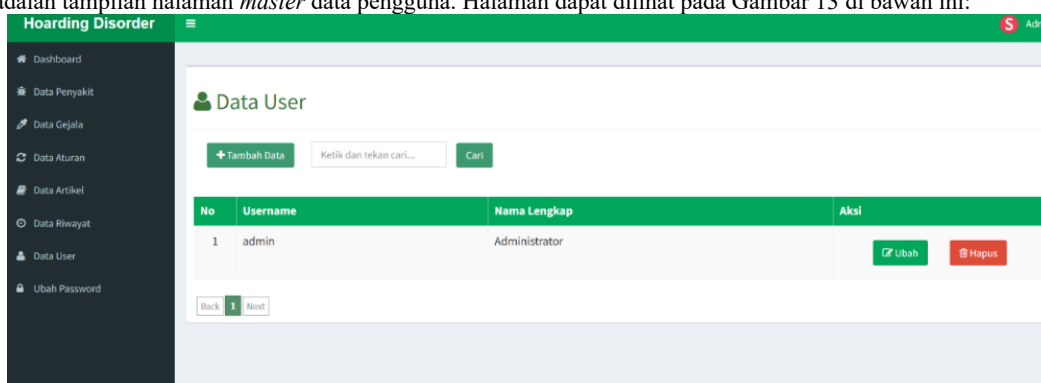 adalah tampilan halaman master data pengguna. Halaman dapat dilihat pada Gambar 13 di bawah ini:
Hoarding Disorder
S
Dashboard
Data Penyakit
Data Gejala
Data Aturan
Data Artikel
Data Riwayat
Data User
Ubah Password
Data User
+Tambah Data Ketik dan tekan cari... Cari
No Username Nama Lengkap Aksi
1 admin Administrator Ubah Hapus
Back 1 Next